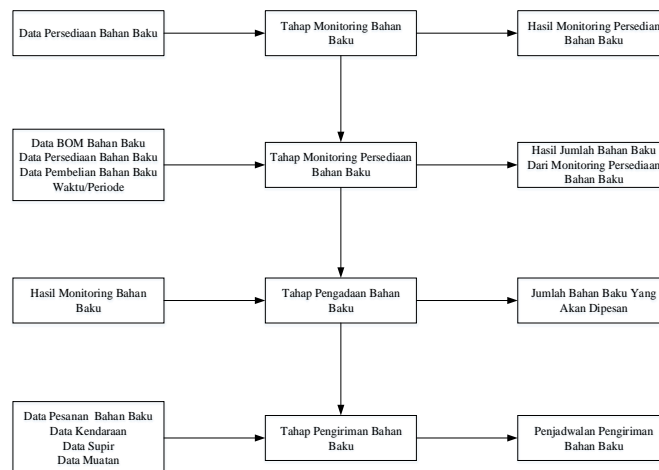 Data Persediaan Bahan Baku
Tahap Monitoring Bahan
Baku
Hasil Monitoring Persedian
Bahan Baku
Data BOM Bahan Baku
Data Persediaan Bahan Baku
Data Pembelian Bahan Baku
Waktu/Periode
Tahap Monitoring Persediaan
Bahan Baku
Hasil Jumlah Bahan Baku
Dari Monitoring Persediaan
Bahan Baku
Hasil Monitoring Bahan
Baku
Tahap Pengadaan Bahan
Baku
Jumlah Bahan Baku Yang
Akan Dipesan
Data Pesanan Bahan Baku
Data Kendaraan
Data Supir
Data Muatan
Tahap Pengiriman Bahan
Baku
Penjadwalan Pengiriman
Bahan Baku